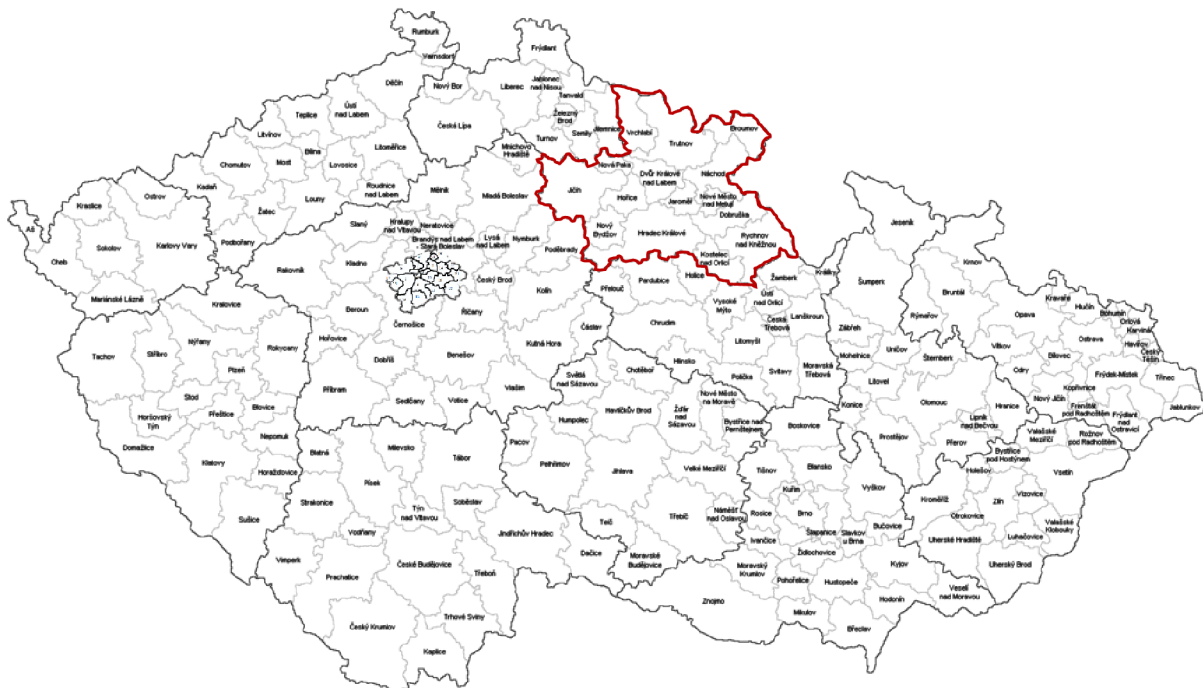 Rumburk
Varnsdorf
Frýdlant
Děčín
Nový Bor
Liberec
Jablonec
nad Nisou
Tanvald
Ústí
nad Labem
Teplice
Česká Lípa
Železný
Brod
Semily
Jilemnice
Vrchlabí
Trutnov
Broumov
Litvínov
Bílina
Most
Litoměřice
Lovosice
Turnov
Mnichovo
Hradiště
Chomutov
Kadaň
Roudnice
nad Labem
Nová Paka
Dvůr Králové
nad Labem
Náchod
Kraslice
Ostrov
Louny
Žatec
Mělník
Mladá Boleslav
Jičín
Hořice
Jaroměř
Nové Město
nad Metují
Dobruška
Aš
Sokolov
Karlovy Vary
Podbořany
Slaný
Kralupy
nad Vltavou
Neratovice
Brandýs nad Labem
Stará Boleslav
Lysá
nad Labem
Nymburk
Poděbrady
Nový
Bydžov
Hradec Králové
Rychnov
nad Kněžnou
Kostelec
nad Orlicí
Jeseník
Cheb
Mariánské Lázně
Rakovník
Kladno
Český Brod
Kolín
Přelouč
Pardubice
Holice
Žamberk
Králíky
Šumperk
Krnov
Bruntál
Rýmařov
Kralovice
Beroun
Černošice
Říčany
Kutná Hora
Čáslav
Chrudim
Vysoké
Mýto
Ústí
nad Orlicí
Česká
Třebová
Lanškroun
Zábřeh
Mohelnice
Uničov
Šternberk
Opava
Kravaře
Hlučín
Bohumín
Orlová
Karviná
Havířov
Český
Těšín
Ostrava
Vítkov
Bílovec
Odry
Tachov
Stříbro
Nýřany
Plzeň
Rokycany
Hořovice
Dobříš
Benešov
Vlašim
Hlinsko
Litomyšl
Polička
Svitavy
Moravská
Třebová
Litovel
Olomouc
Frýdek-Místek
Třinec
Kopřivnice
Nový Jičín
Frenštát
pod Radhoštěm
Frýdlant
nad
Ostravicí
Jablunkov
Příbram
Sedlčany
Votice
Světlá
nad Sázavou
Chotěboř
Nové Město
na Moravě
Konice
Horšovský
Týn
Stod
Přeštice
Blovice
Nepomuk
Domažlice
Klatovy
Horažďovice
Blatná
Milevsko
Tábor
Pacov
Humpolec
Havlíčkův Brod
Žďár
nad
Sázavou
Bystřice nad
Pernštejnem
Boskovice
Prostějov
Přerov
Lipník
nad Bečvou
Hranice
Valašské
Meziříčí
Rožnov
pod Radhoštěm
Bystřice
pod Hostýnem
Holešov
Vsetín
Sušice
Strakonice
Písek
Soběslav
Týn
nad Vltavou
Vodňany
Pelhřimov
Jihlava
Velké Meziříčí
Tišnov
Blansko
Kuřim
Vyškov
Kroměříž
Zlín
Vizovice
Otrokovice
Valašské
Klobouky
Luhačovice
Uherské Hradiště
Uherský Brod
Vimperk
Prachatice
České Budějovice
Třeboň
Jindřichův Hradec
Telč
Dačice
Třebíč
Náměšť
nad Oslavou
Rosice
Brno
Ivančice
Šlapanice
Slavkov
u Brna
Bučovice
Židlochovice
Moravské
Budějovice
Moravský
Krumlov
Pohořelice
Hustopeče
Kyjov
Veselí
nad Moravou
Hodonín
Český Krumlov
Trhové Sviny
Kaplice
Znojmo
Mikulov
Břeclav